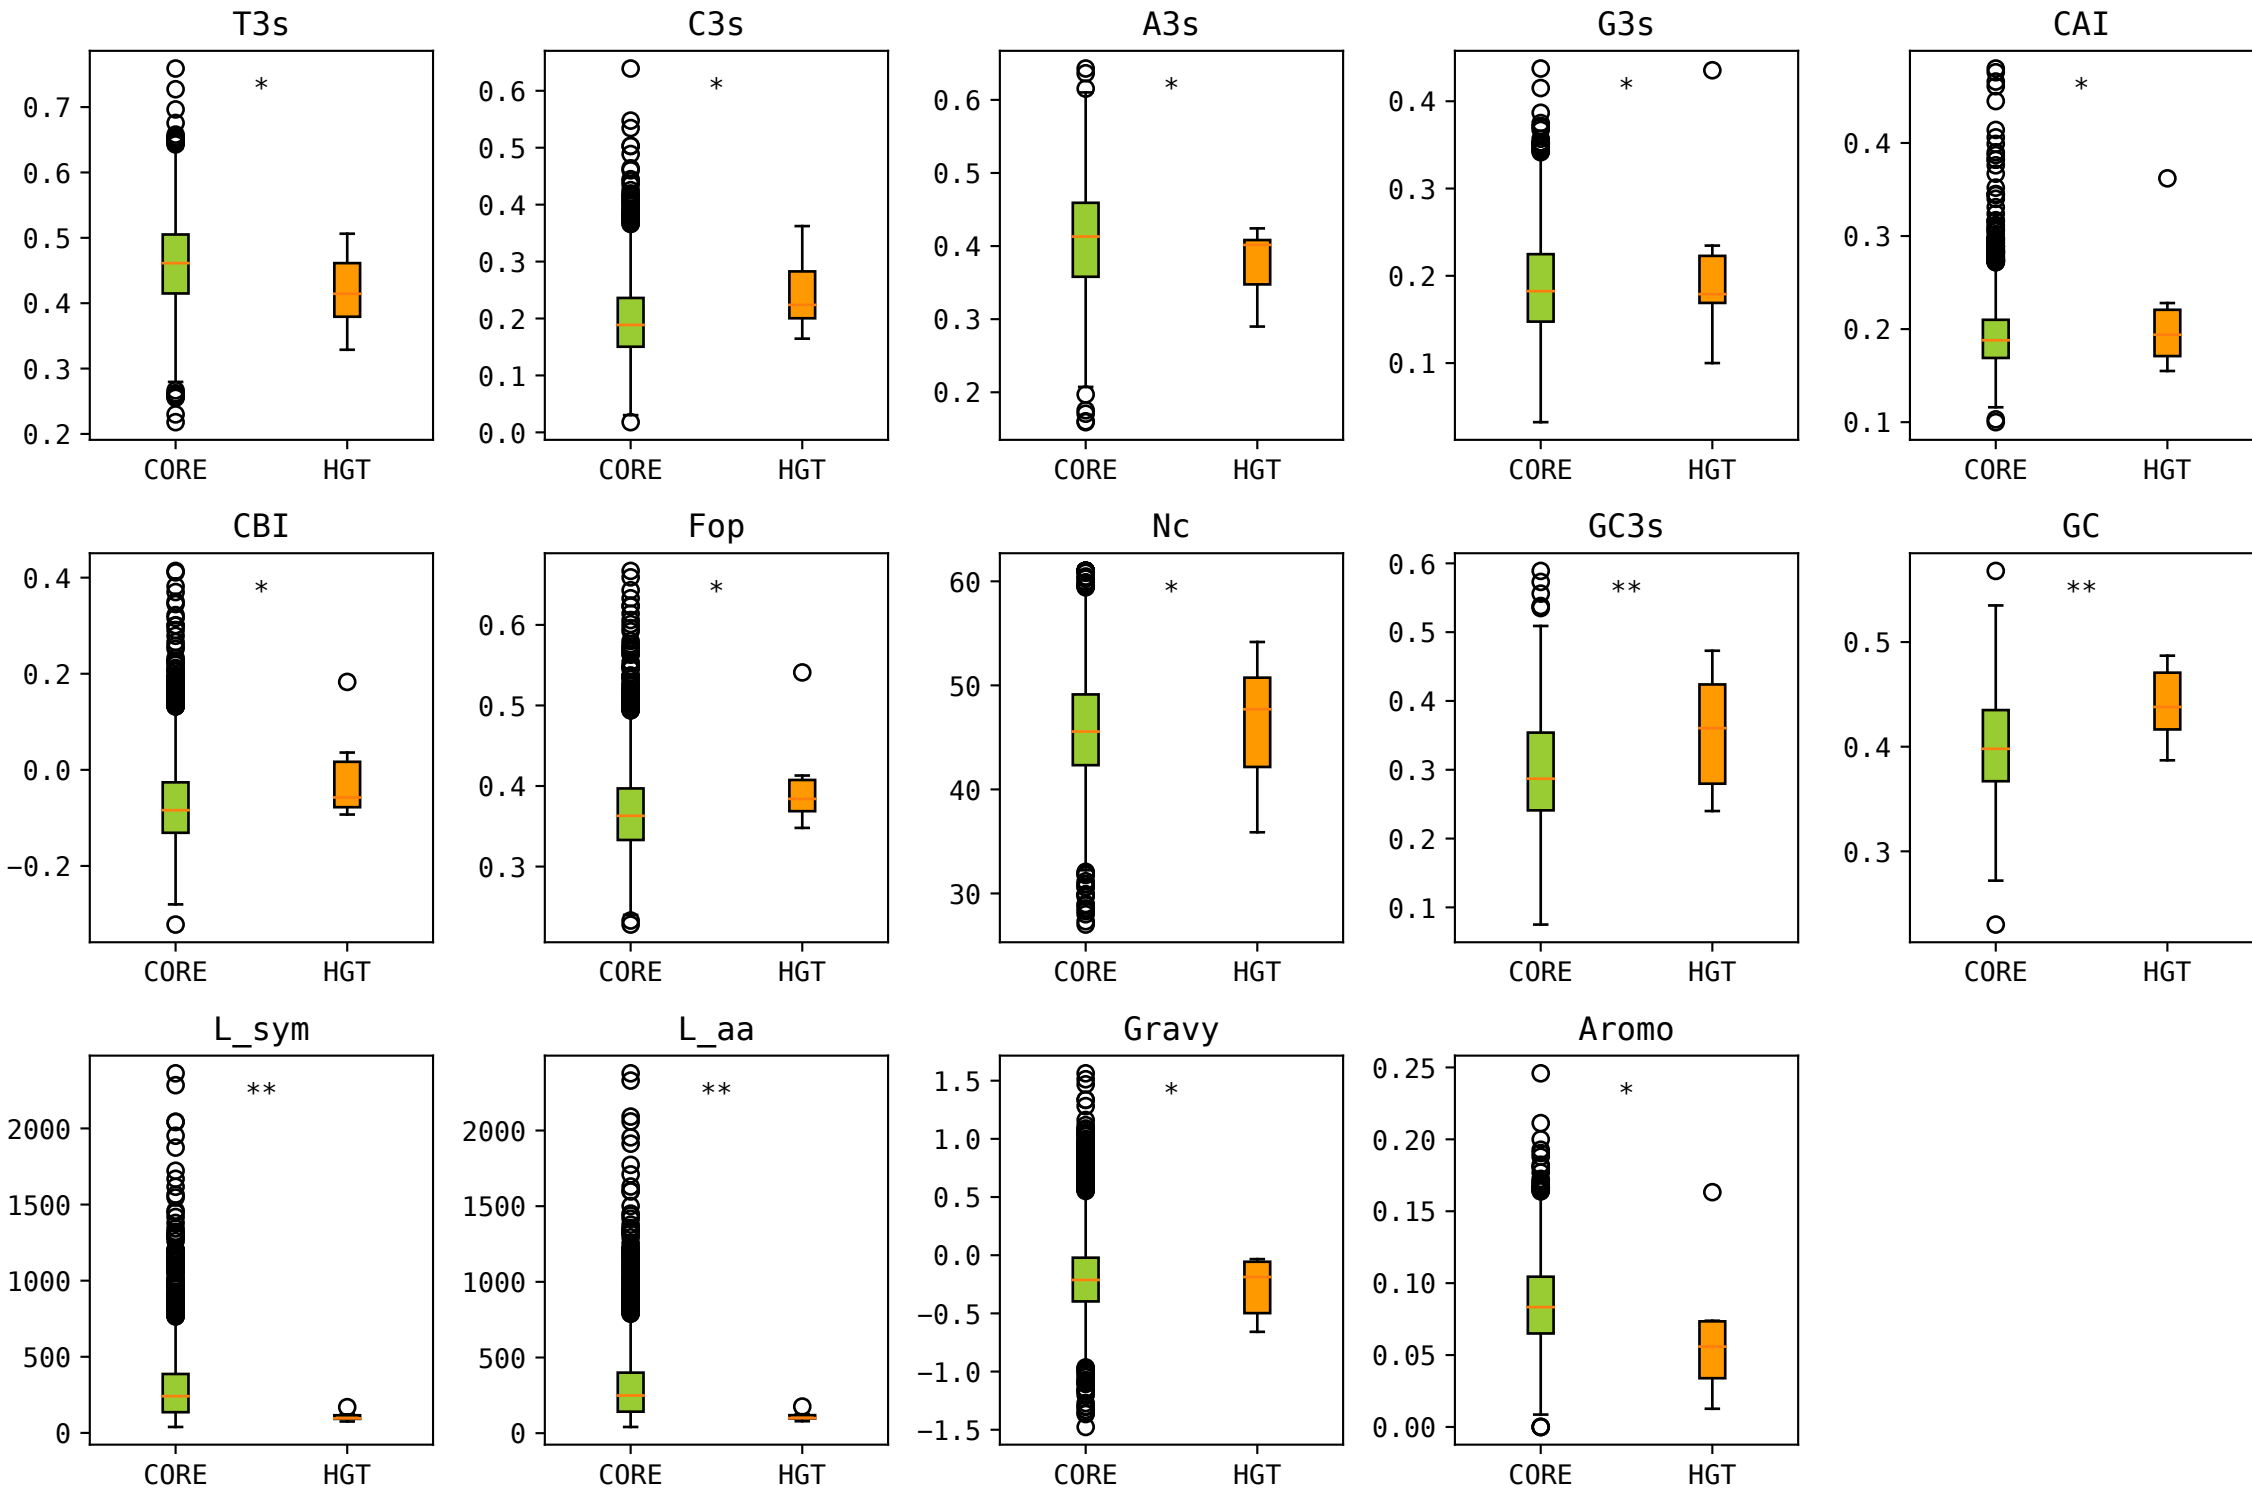 T3s
C3s
A3s
G3s
CAI
0.7
0.6
0.5
0.4
0.3
0.2
*
CORE
HGT
0.6
0.5
0.4
0.3
0.2
0.1
0.0
*
CORE
HGT
0.6
0.5
0.4
0.3
0.2
*
CORE
HGT
0.4
0.3
0.2
0.1
*
CORE
HGT
0.4
0.3
0.2
0.1
*
CORE
HGT
CBI
Fop
Nc
GC3s
GC
0.4
0.2
0.0
−0.2
*
CORE
HGT
0.6
0.5
0.4
0.3
*
CORE
HGT
60
50
40
30
*
CORE
HGT
0.6
0.5
0.4
0.3
0.2
0.1
**
CORE
HGT
0.5
0.4
0.3
**
CORE
HGT
L_sym
L_aa
Gravy
Aromo
2000
1500
1000
500
0
**
CORE
HGT
2000
1500
1000
500
0
**
CORE
HGT
1.5
1.0
0.5
0.0
−0.5
−1.0
−1.5
*
CORE
HGT
0.25
0.20
0.15
0.10
0.05
0.00
*
CORE
HGT